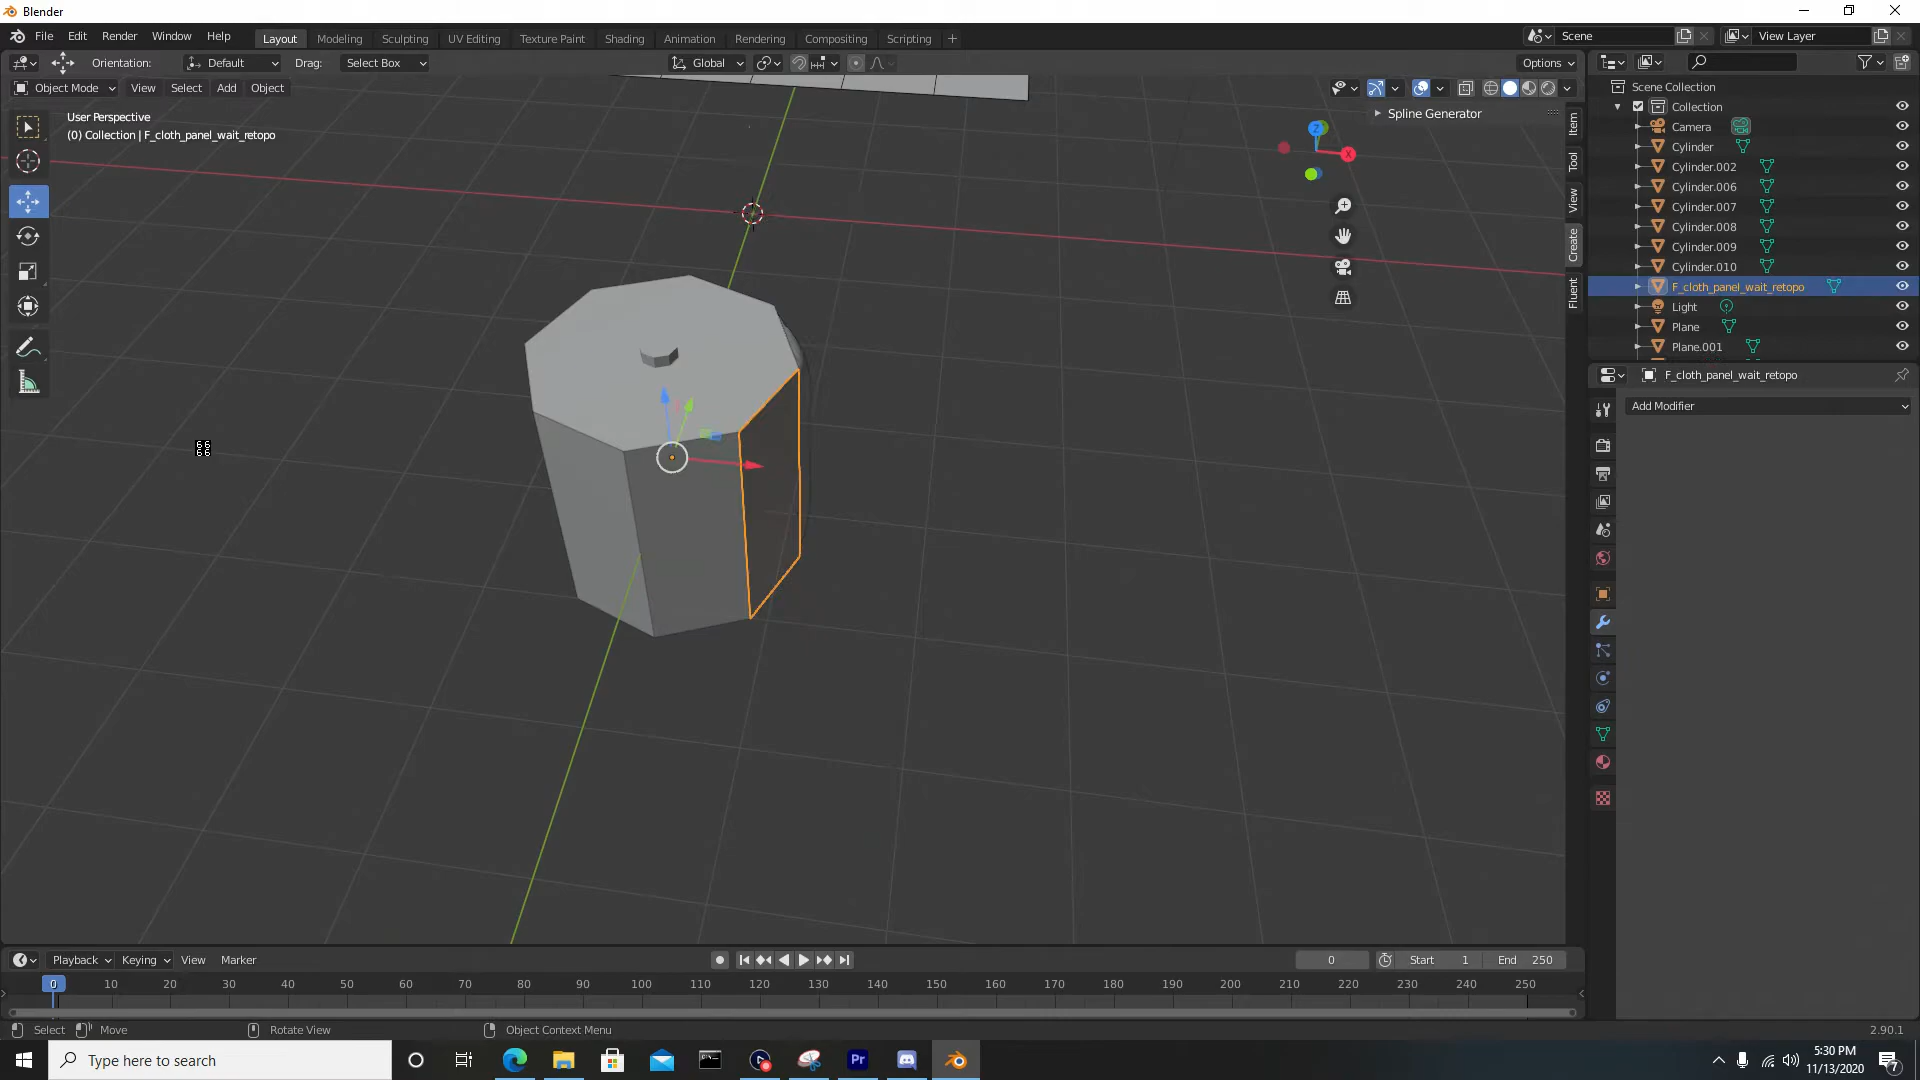 Blender
File Edit Render Window Help
Layout Modeling Sculpting UV Editing Texture Paint Shading Animation Rendering Compositing Scripting +
Scene
View Layer
Orientation: Default Drag: Select Box
Global
Options
Object Mode View Select Add Object
User Perspective
(0) Collection | F_cloth_panel_wait_retopo
Spline Generator
Z
X
Item
Tool
View
Create
Fluent
66
66
Scene Collection
Collection
Camera
Cylinder
Cylinder.002
Cylinder.006
Cylinder.007
Cylinder.008
Cylinder.009
Cylinder.010
F_cloth_panel_wait_retopo
Light
Plane
Plane.001
F_cloth_panel_wait_retopo
Add Modifier
Playback Keying View Marker
0 Start 1 End 250
0 10 20 30 40 50 60 70 80 90 100 110 120 130 140 150 160 170 180 190 200 210 220 230 240 250
Select Move Rotate View Object Context Menu
2.90.1
Type here to search
Pr
5:30 PM
11/13/2020
7